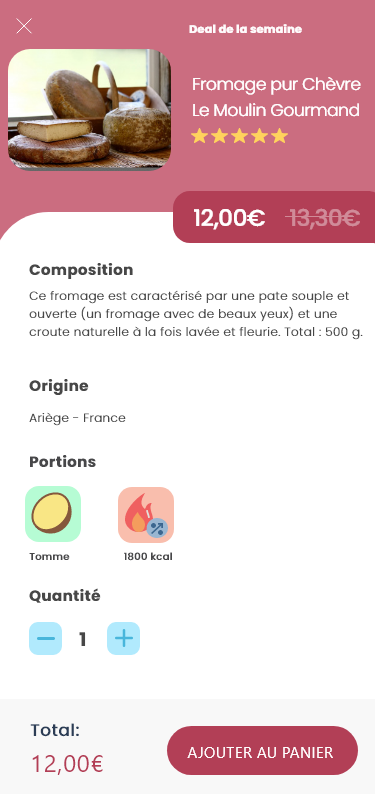 Deal de la semaîne
Fromage pur Chèvre
Le Moulin Gourmand
12,00€ 13,30€
Composition
Ce fromage est caractérisé par une pate souple et
ouverte (un fromage avec de beaux yeux) et une
croute naturelle à la fois lavée et fleurie. Total : 500 g.
Origine
Ariège - France
Portions
Tomme 1800 kcal
Quantité
1
Total:
12,00€
AJOUTER AU PANIER